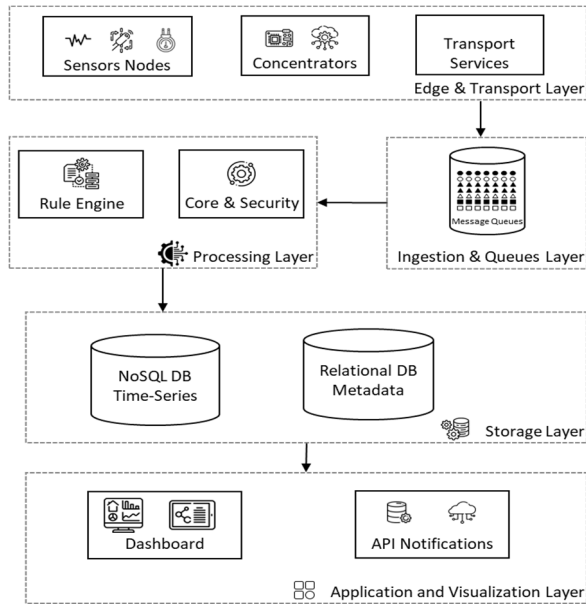 Sensors Nodes
Concentrators
Transport
Services
Edge & Transport Layer
Rule Engine
Core & Security
Processing Layer
Message Queues
Ingestion & Queues Layer
NoSQL DB
Time-Series
Relational DB
Metadata
Storage Layer
Dashboard
API Notifications
Application and Visualization Layer